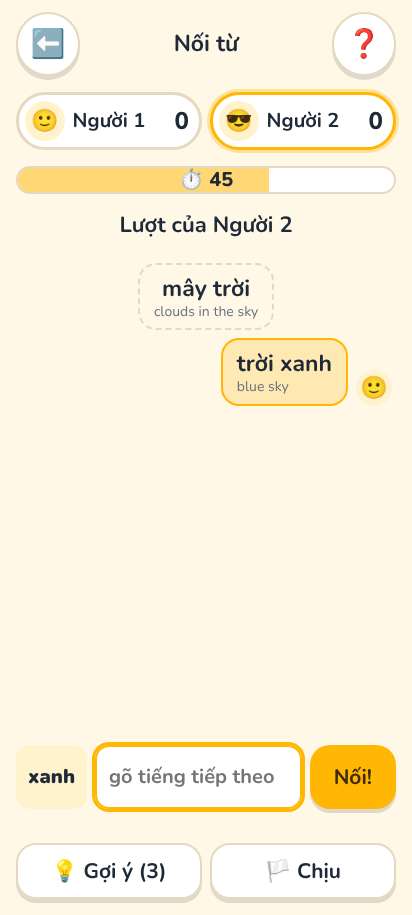 Nối từ
Người 1 0
Người 2 0
45
Lượt của Người 2
mây trời
clouds in the sky
trời xanh
blue sky
xanh
gõ tiếng tiếp theo
Nối!
Gợi ý (3)
Chịu